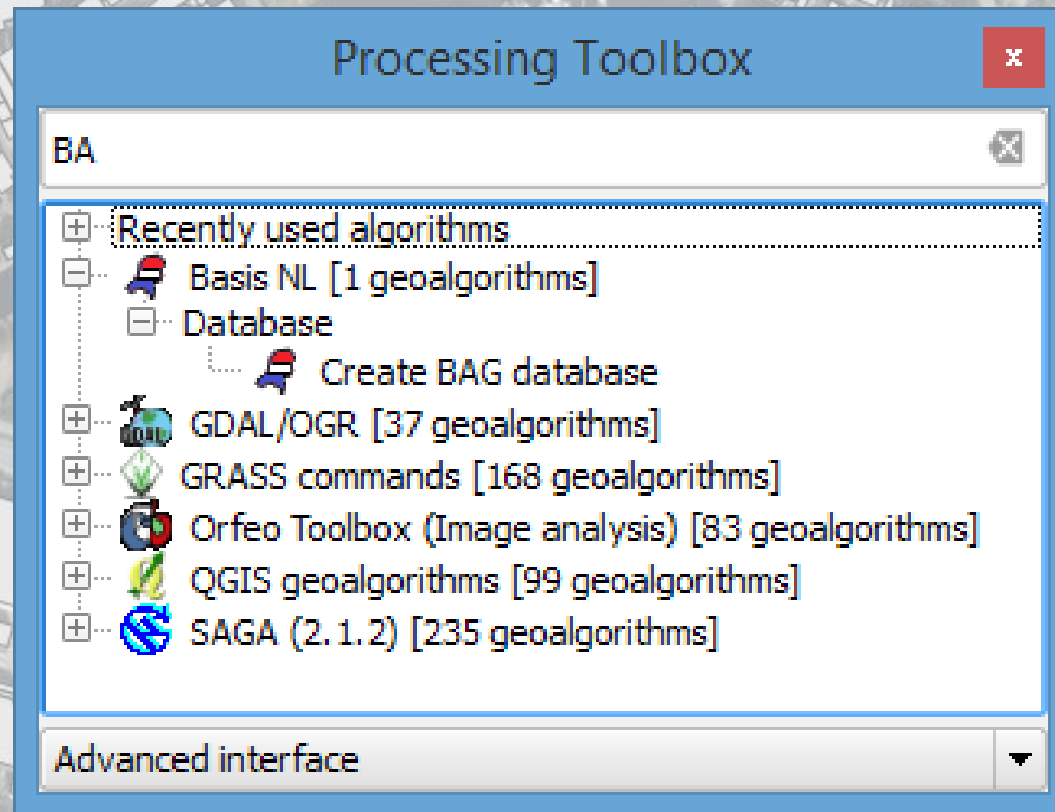 Processing Toolbox
x
BA
Recently used algorithms
Basis NL [1 geoalgorithms]
Database
Create BAG database
GDAL/OGR [37 geoalgorithms]
GRASS commands [168 geoalgorithms]
Orfeo Toolbox (Image analysis) [83 geoalgorithms]
QGIS geoalgorithms [99 geoalgorithms]
SAGA (2.1.2) [235 geoalgorithms]
Advanced interface